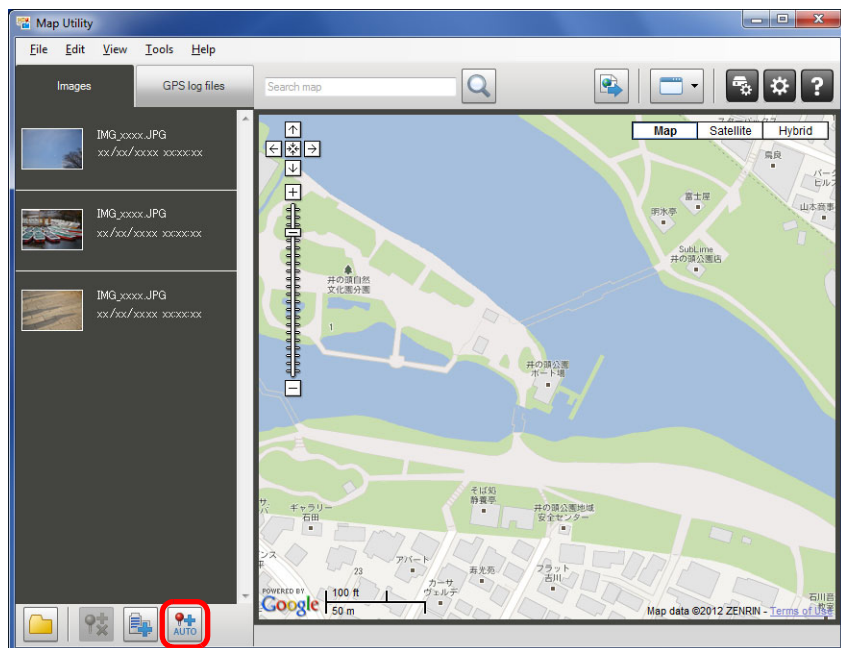 Map Utility
File Edit View Tools Help
Images
GPS log files
Search map
IMG_xxxx.JPG
xx/xx/xxxx xx:xx:xx
IMG_xxxx.JPG
xx/xx/xxxx xx:xx:xx
IMG_xxxx.JPG
xx/xx/xxxx xx:xx:xx
Map Satellite Hybrid
鳥良
富士屋
明水亭
山本商事
SubLime
井の頭公園店
井の頭自然
文化園分園
1
井の頭公園
ボート場
そば処
ギャラリー
石田
井の頭公園地域
安全センター
23
アパート
カーサ
ヴェルデ
寿光苑
フラット
吉川
POWERED BY
Google
100 ft
50 m
Map data ©2012 ZENRIN - Terms of Use
AUTO